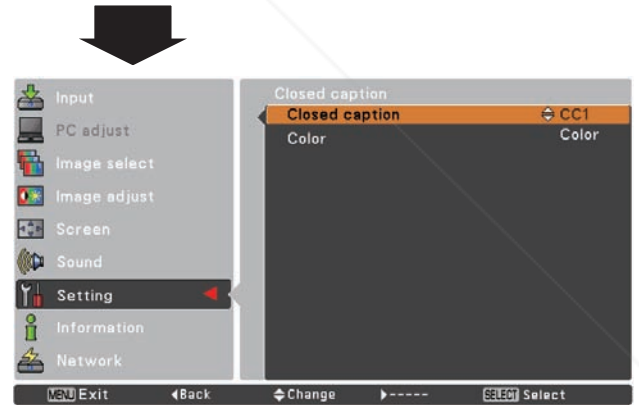 Input
PC adjust
Image select
Image adjust
Screen
Sound
Setting
Information
Network
Closed caption
Closed caption CC1
Color Color
MENU Exit Back Change ----- SELECT Select